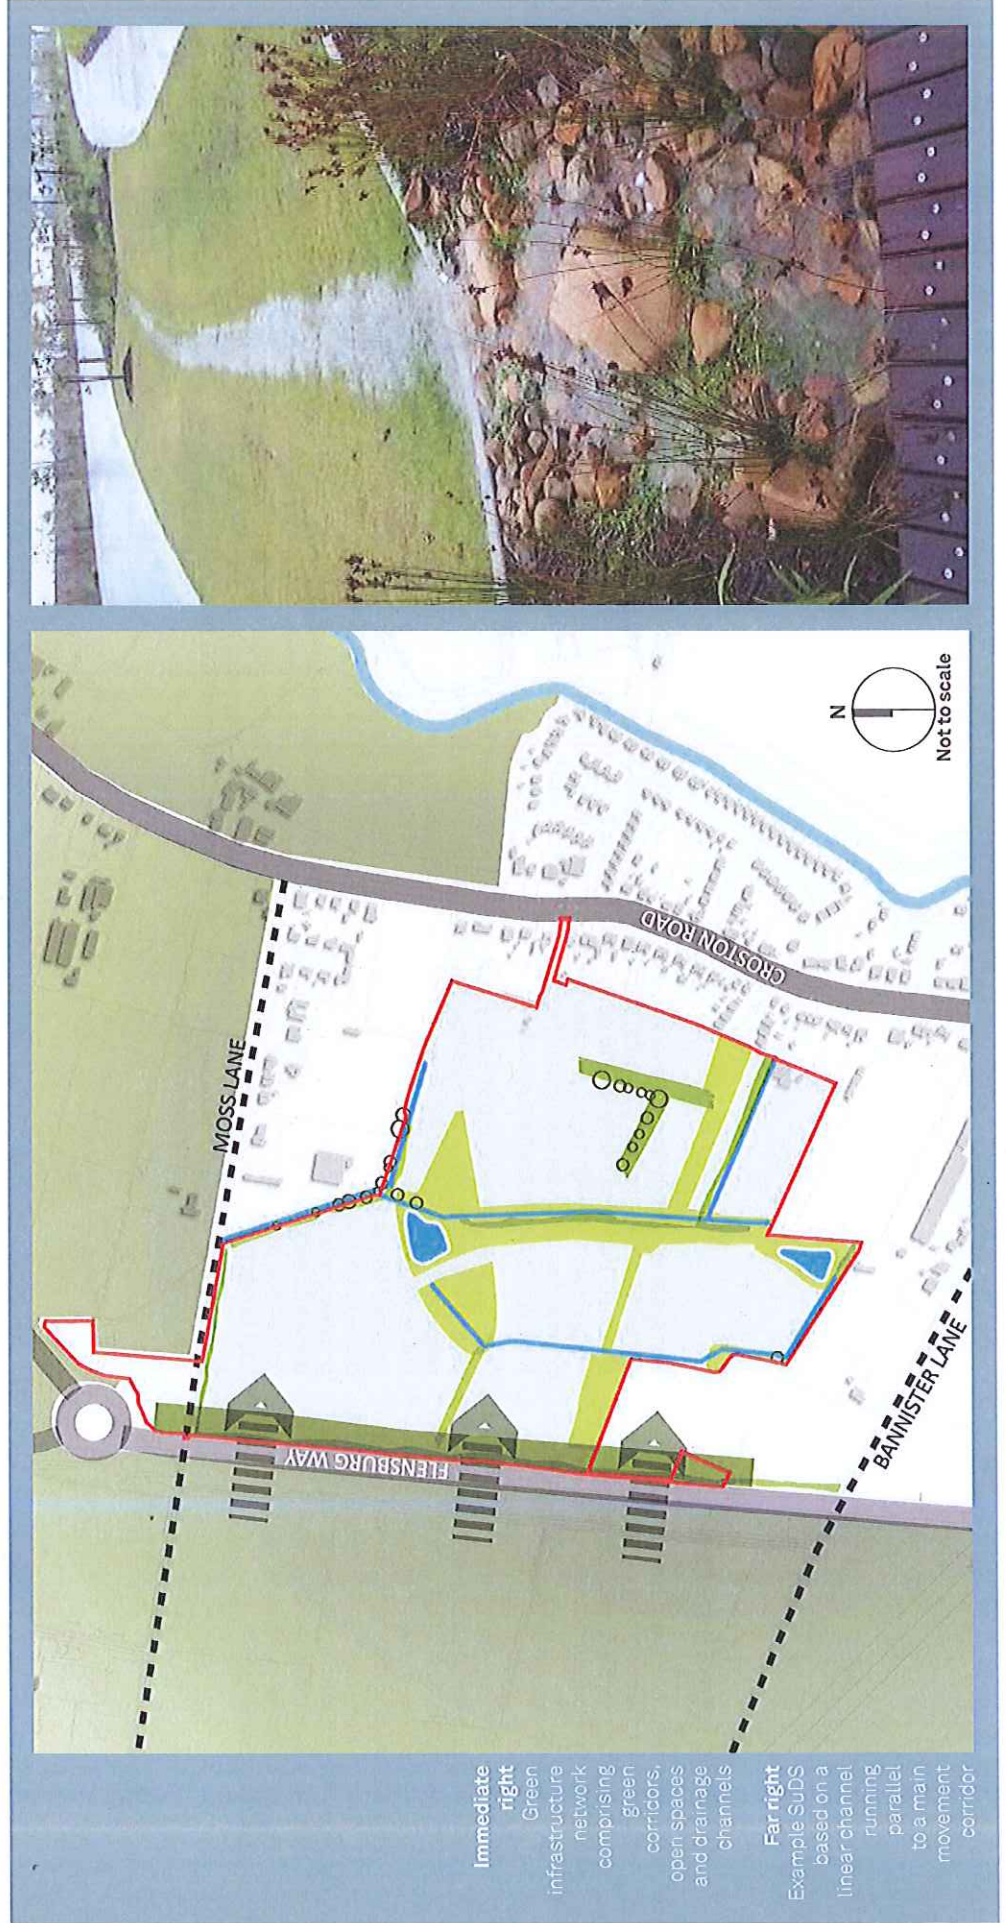 Immediate
right
Green
infrastructure
network
comprising
green
corridors,
open spaces
and drainage
channels
Far right
Example SuDS
based on a
linear channel
running
parallel
to a main
movement
corridor
MOSS LANE
FLENSBURG WAY
CROSTON ROAD
BANNISTER LANE
N
Not to scale